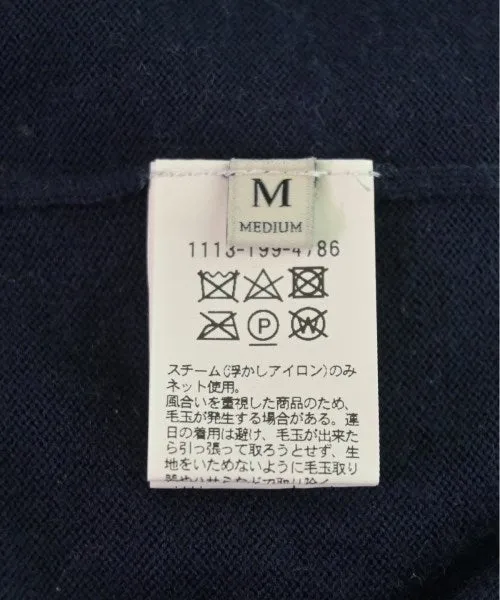 M
MEDIUM
1113-199-4786
P
W
スチーム(浮かしアイロン)のみ
ネット使用。
風合いを重視した商品のため、
毛玉が発生する場合がある。連
日の着用は避け、毛玉が出来た
ら引っ張って取ろうとせず、生
地をいためないように毛玉取り